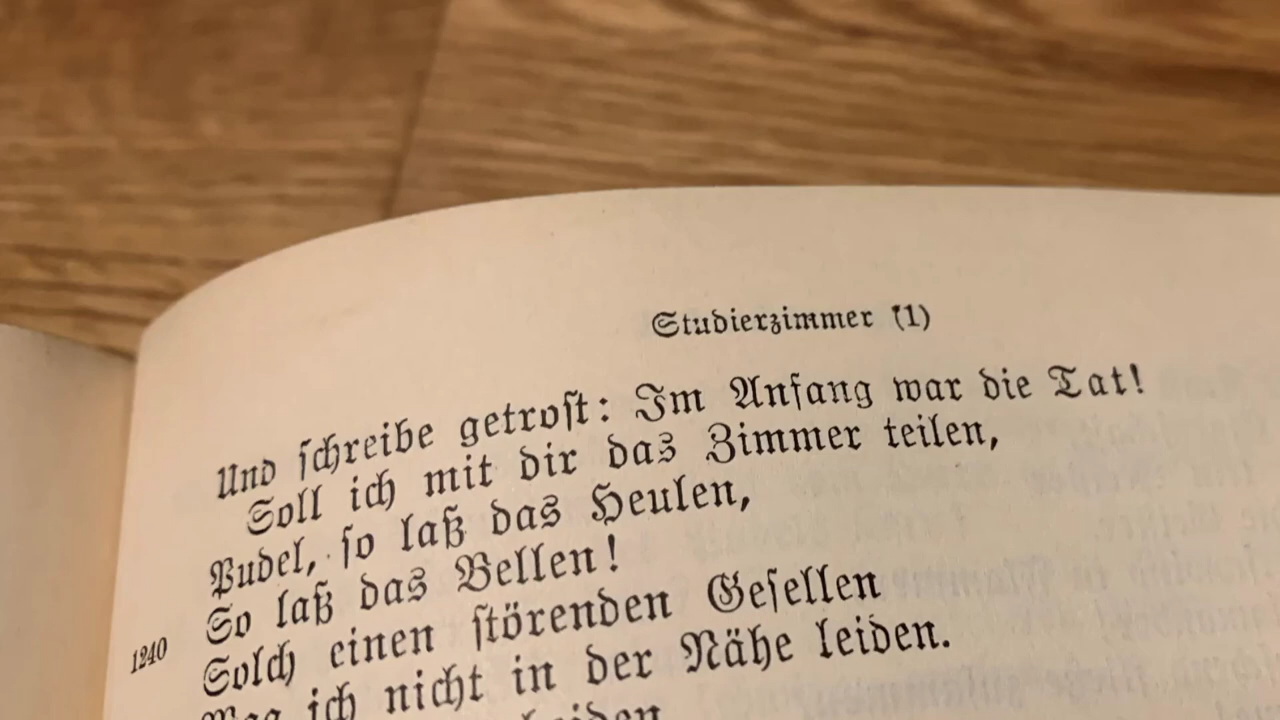 Studierzimmer (1)
Und schreibe getrost: Im Anfang war die Tat!
Soll ich mit dir das Zimmer teilen,
Pudel, so laß das Heulen,
So laß das Bellen!
Solch einen störenden Gesellen
1240 Mag ich nicht in der Nähe leiden.